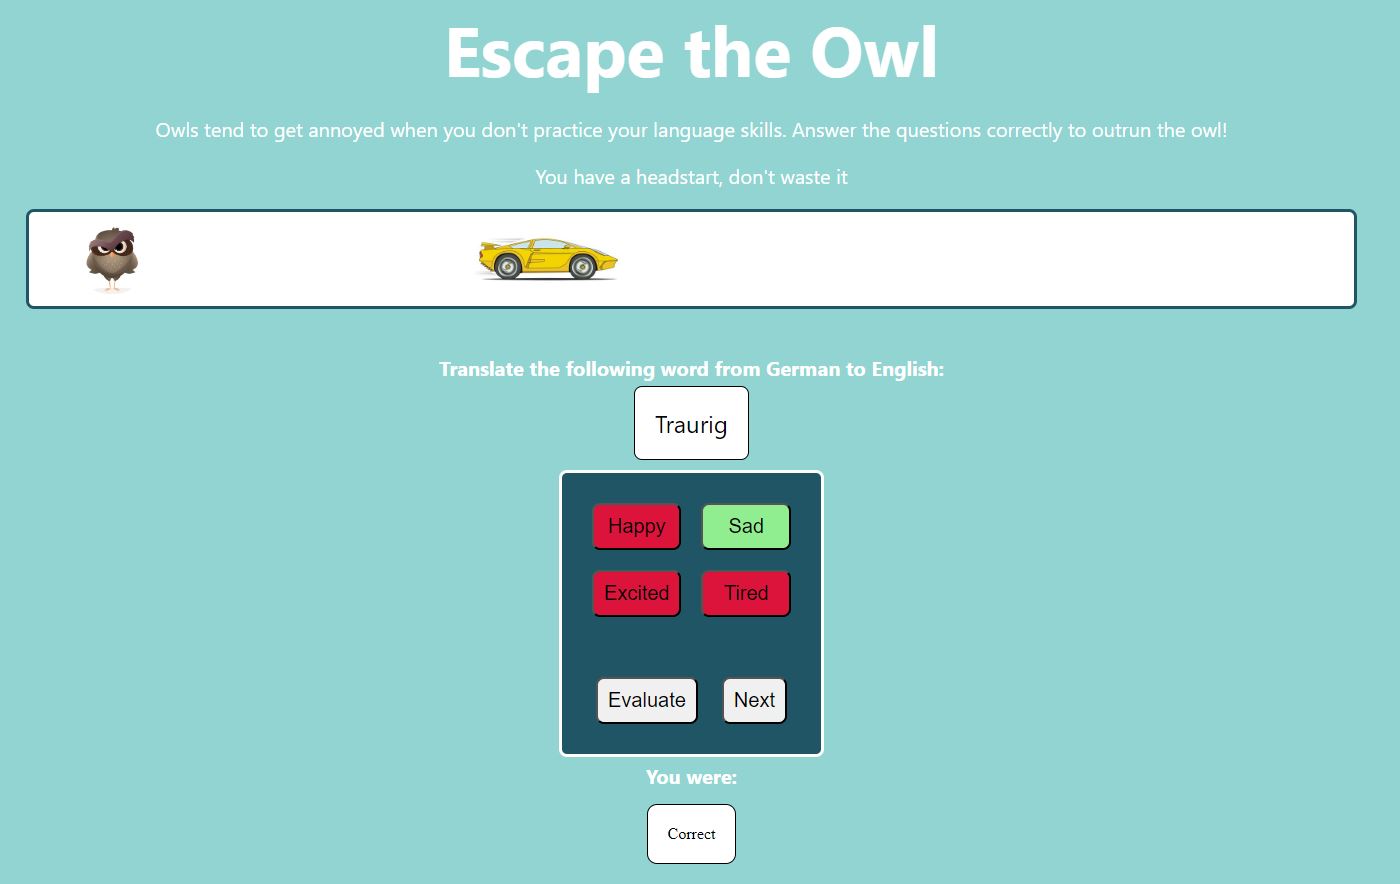 Escape the Owl
Owls tend to get annoyed when you don't practice your language skills. Answer the questions correctly to outrun the owl!
You have a headstart, don't waste it
Translate the following word from German to English:
Traurig
Happy Sad
Excited Tired
Evaluate Next
You were:
Correct